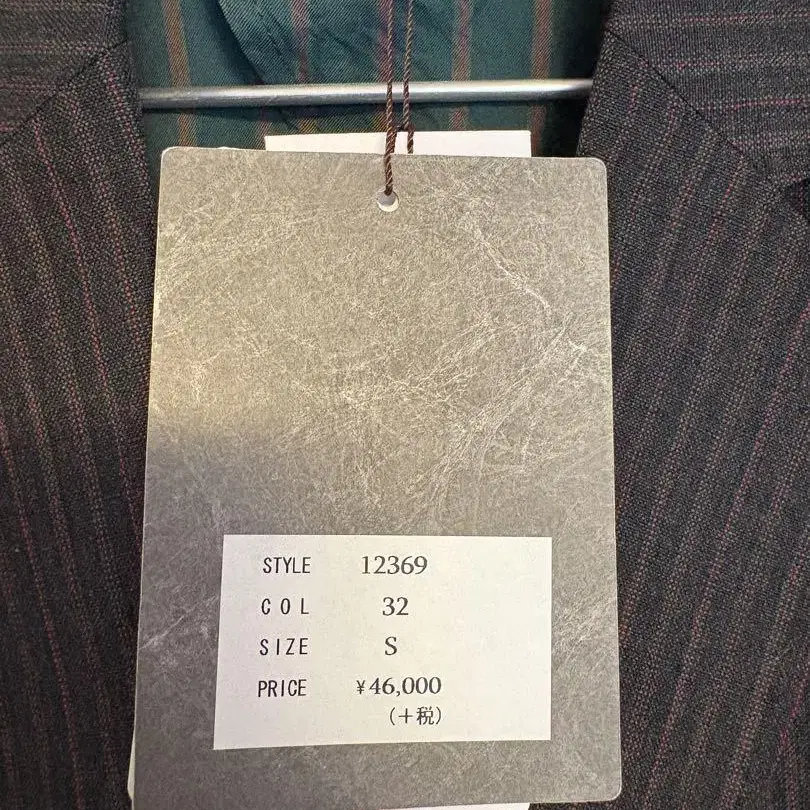 STYLE 12369
COL 32
SIZE S
PRICE ¥46,000
(+税)